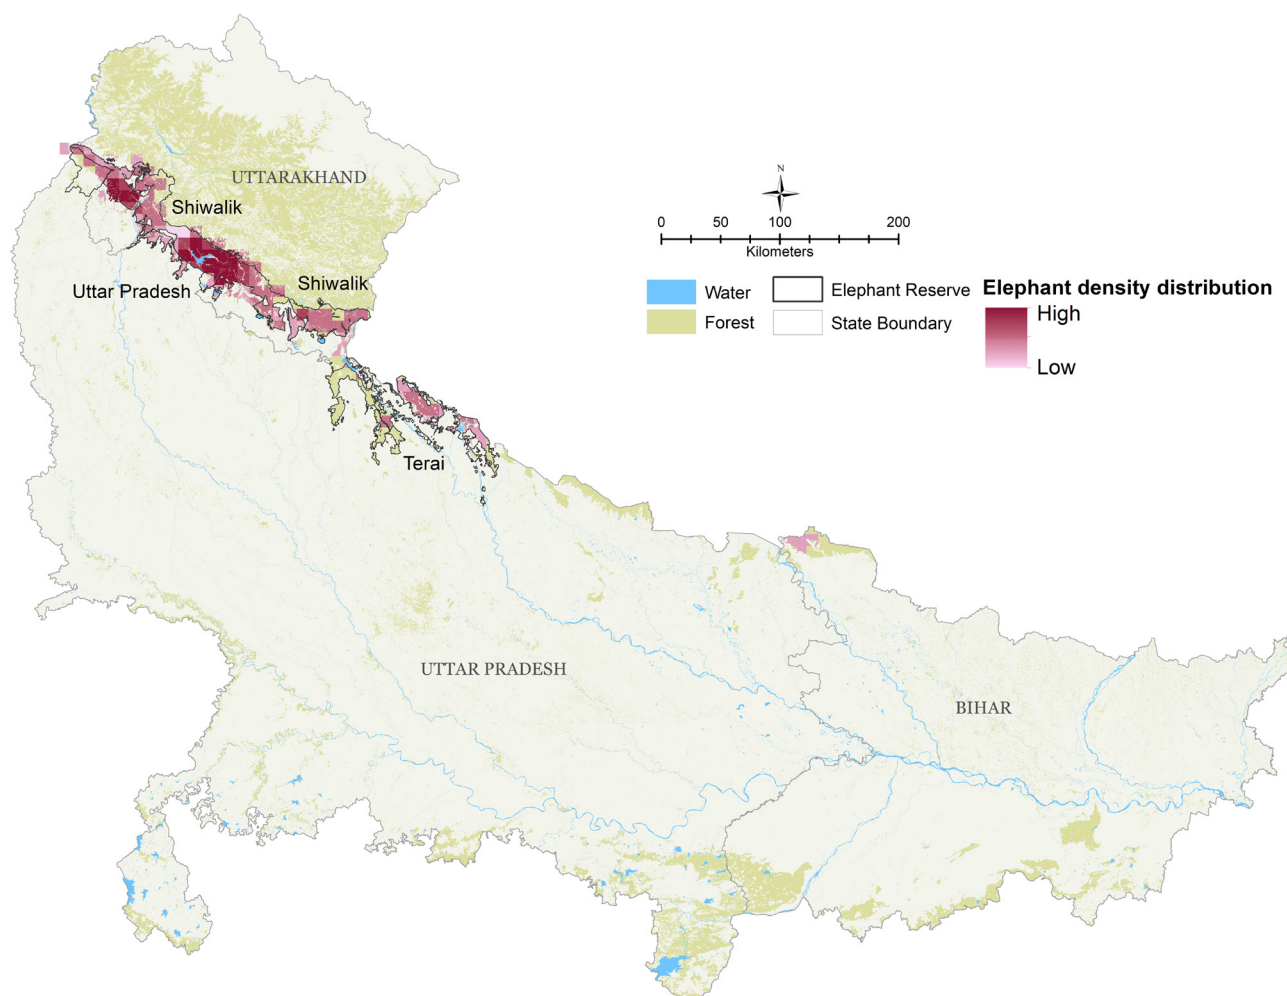 UTTARAKHAND
Shiwalik
Shiwalik
Uttar Pradesh
Terai
UTTAR PRADESH
BIHAR
N
0 50 100 200
Kilometers
Water
Forest
Elephant Reserve
State Boundary
Elephant density distribution
High
Low